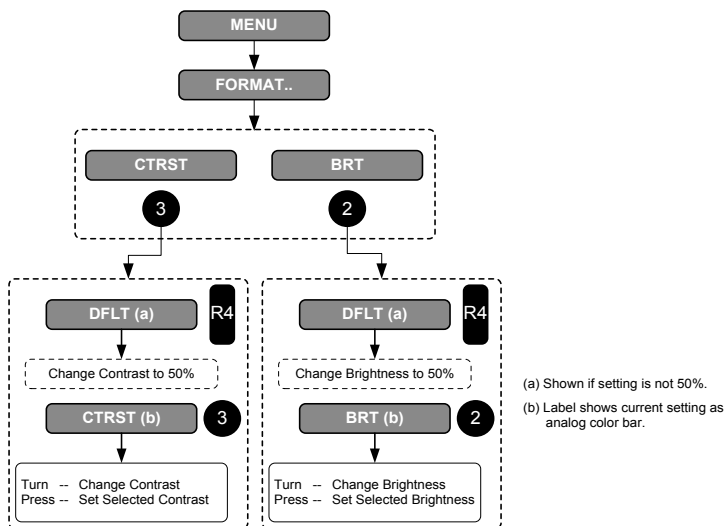 MENU
FORMAT..
CTRST
BRT
3
2
DFLT (a)
R4
Change Contrast to 50%
CTRST (b)
3
Turn -- Change Contrast
Press -- Set Selected Contrast
DFLT (a)
R4
Change Brightness to 50%
BRT (b)
2
Turn -- Change Brightness
Press -- Set Selected Brightness
(a) Shown if setting is not 50%.
(b) Label shows current setting as
analog color bar.